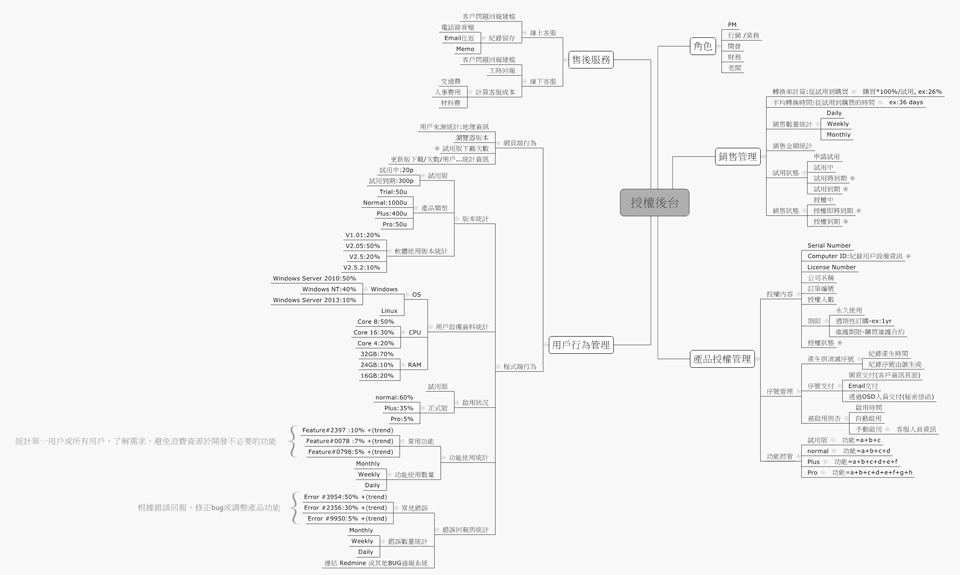 授權後台
角色
PM
行銷 /業務
開發
財務
老闆
銷售管理
轉換率計算:從試用到購買
購買*100%/試用, ex:26%
平均轉換時間:從試用到購買的時間
ex:36 days
銷售數量統計
Daily
Weekly
Monthly
銷售金額統計
試用狀態
申請試用
試用中
試用將到期
試用到期
銷售狀態
授權中
授權即將到期
授權到期
產品授權管理
授權內容
Serial Number
Computer ID:紀錄用戶設備資訊
License Number
公司名稱
訂單編號
授權人數
期限
永久使用
週期性訂購-ex:1yr
維護期限-購買維護合約
授權狀態
序號管理
產生與消滅序號
紀錄產生時間
紀錄序號由誰生成
序號交付
網頁交付(客戶資訊頁面)
Email交付
透過OSD人員交付(秘密信函)
被啟用與否
啟用時間
自動啟用
手動啟用
客服人員資訊
功能控管
試用版
功能=a+b+c
normal
功能=a+b+c+d
Plus
功能=a+b+c+d+e+f
Pro
功能=a+b+c+d+e+f+g+h
售後服務
線上客服
客戶問題回報建檔
紀錄留存
電話錄音檔
Email往返
Memo
線下客服
客戶問題回報建檔
工時回報
計算客服成本
交通費
人事費用
材料費
用戶行為管理
網頁端行為
用戶來源統計:地理資訊
瀏覽器版本
試用版下載次數
更新版下載/次數/用戶...統計資訊
程式端行為
版本統計
試用版
試用中:20p
試用到期:300p
產品類型
Trial:50u
Normal:1000u
Plus:400u
Pro:50u
軟體使用版本統計
V1.01:20%
V2.05:50%
V2.5:20%
V2.5.2:10%
用戶設備資料統計
OS
Windows
Windows Server 2010:50%
Windows NT:40%
Windows Server 2013:10%
Linux
CPU
Core 8:50%
Core 16:30%
Core 4:20%
RAM
32GB:70%
24GB:10%
16GB:20%
啟用狀況
試用版
正式版
normal:60%
Plus:35%
Pro:5%
功能使用統計
常用功能
Feature#2397 :10% +(trend)
Feature#0078 :7% +(trend)
Feature#0798:5% +(trend)
統計單一用戶或所有用戶，了解需求，避免浪費資源於開發不必要的功能
功能使用數量
Monthly
Weekly
Daily
錯誤回報與統計
常見錯誤
Error #3954:50% +(trend)
Error #2356:30% +(trend)
Error #9950:5% +(trend)
根據錯誤回報，修正bug或調整產品功能
錯誤數量統計
Monthly
Weekly
Daily
連結 Redmine 或其他BUG通報系統